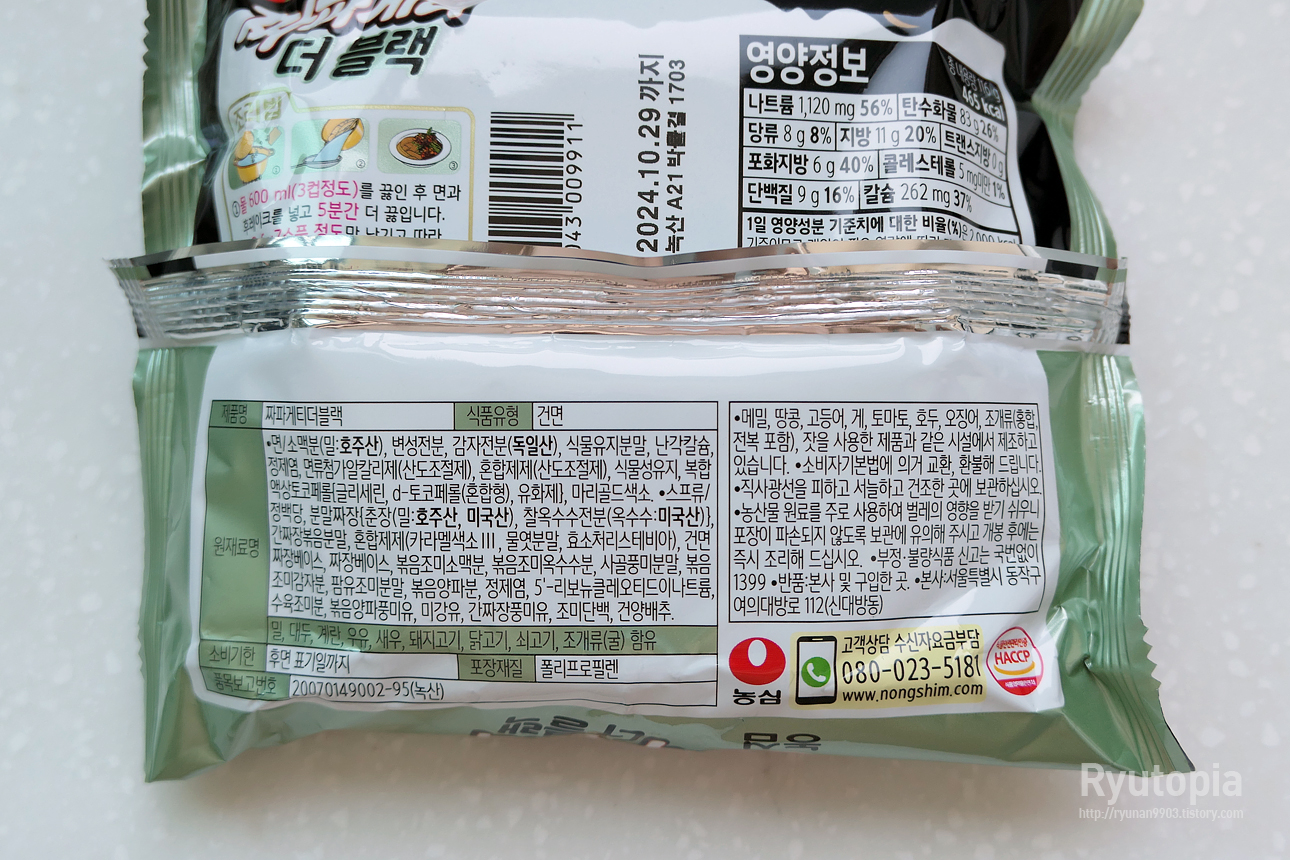 짜파게티
더 블랙
조리법
① ② ③
①물 600 ml(3컵정도)를 끓인 후 면과
후레이크를 넣고 5분간 더 끓입니다.
정도만 남기고 따라
043 009911
2024.10.29 까지
녹산 A21 박률결 1703
영양정보
총 내용량 116 g
465 kcal
나트륨 1,120 mg 56% 탄수화물 83 g 26%
당류 8 g 8% 지방 11 g 20% 트랜스지방 0 g
포화지방 6 g 40% 콜레스테롤 5 mg미만 1%
단백질 9 g 16% 칼슘 262 mg 37%
1일 영양성분 기준치에 대한 비율(%)은 2,000 kcal
제품명 짜파게티더블랙 식품유형 건면
원재료명
•면/소맥분(밀:호주산), 변성전분, 감자전분(독일산), 식물유지분말, 난각칼슘,
정제염, 면류첨가알칼리제(산도조절제), 혼합제제(산도조절제), 식물성유지, 복합
액상토코페롤{글리세린, d-토코페롤(혼합형), 유화제}, 마리골드색소. •스프류/
정백당, 분말짜장{춘장(밀:호주산, 미국산), 찰옥수수전분(옥수수:미국산)},
간짜장볶음분말, 혼합제제(카라멜색소III, 물엿분말, 효소처리스테비아), 건면
짜장베이스, 짜장베이스, 볶음조미소맥분, 볶음조미옥수수분, 사골풍미분말, 볶음
조미감자분, 팜유조미분말, 볶음양파분, 정제염, 5'-리보뉴클레오티드이나트륨,
수육조미분, 볶음양파풍미유, 미강유, 간짜장풍미유, 조미단백, 건양배추.
밀, 대두, 계란, 우유, 새우, 돼지고기, 닭고기, 쇠고기, 조개류(굴) 함유
소비기한 후면 표기일까지 포장재질 폴리프로필렌
품목보고번호 20070149002-95(녹산)
•메밀, 땅콩, 고등어, 게, 토마토, 호두, 오징어, 조개류(홍합,
전복 포함), 잣을 사용한 제품과 같은 시설에서 제조하고
있습니다. •소비자기본법에 의거 교환, 환불해 드립니다.
•직사광선을 피하고 서늘하고 건조한 곳에 보관하십시오.
•농산물 원료를 주로 사용하여 벌레의 영향을 받기 쉬우니
포장이 파손되지 않도록 보관에 유의해 주시고 개봉 후에는
즉시 조리해 드십시오. •부정·불량식품 신고는 국번없이
1399 •반품:본사 및 구입한 곳 •본사:서울특별시 동작구
여의대방로 112(신대방동)
농심
고객상담 수신자요금부담
080-023-5181
www.nongshim.com
HACCP
Ryutopia
http://ryunan9903.tistory.com